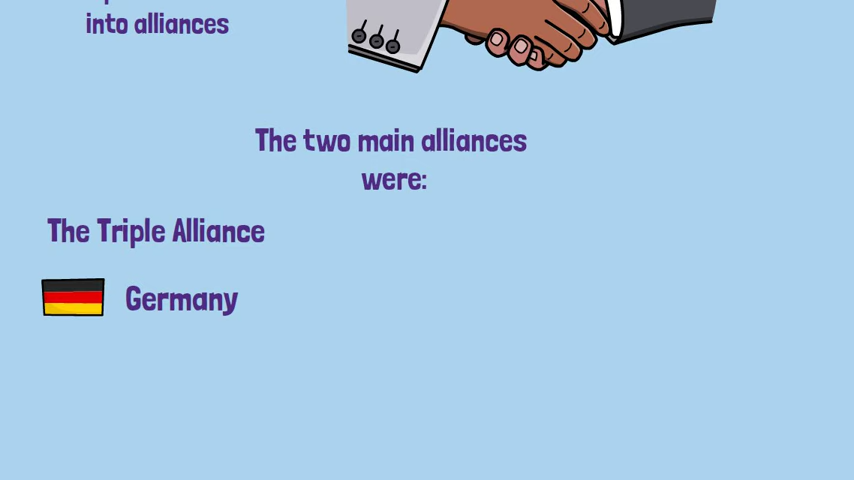 into alliances
The two main alliances
were:
The Triple Alliance
Germany